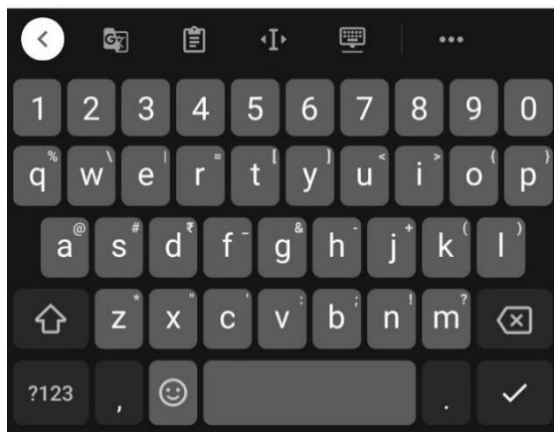 1 2 3 4 5 6 7 8 9 0
q % w \ e | r = t [ y ] u < i > o { p }
a @ s # d ₹ f _ g & h - j + k ( l )
z * x " c ' v : b ; n ! m ?
?123 , .